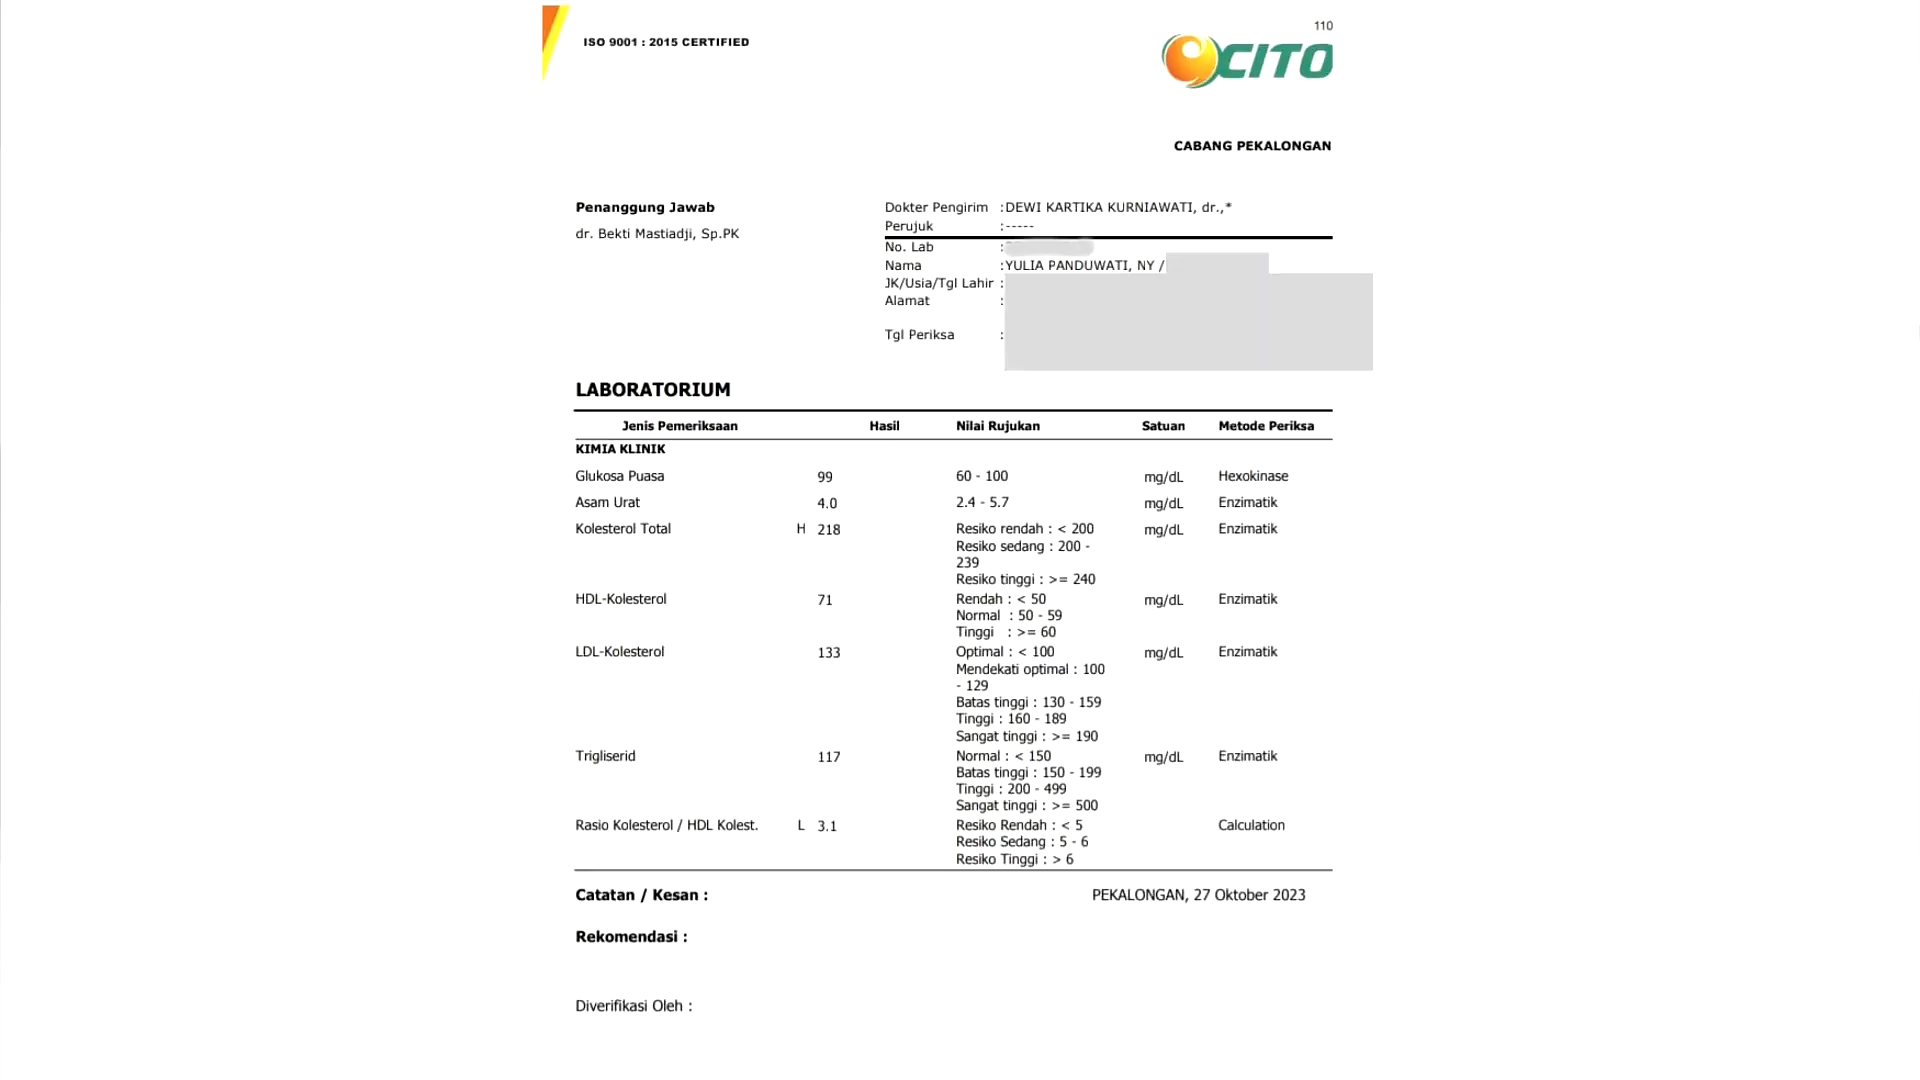 110
ISO 9001 : 2015 CERTIFIED
CITO
CABANG PEKALONGAN
Penanggung Jawab
dr. Bekti Mastiadji, Sp.PK
Dokter Pengirim :DEWI KARTIKA KURNIAWATI, dr.,*
Perujuk :-----
No. Lab :
Nama :YULIA PANDUWATI, NY /
JK/Usia/Tgl Lahir :
Alamat :
Tgl Periksa :
LABORATORIUM
Jenis Pemeriksaan Hasil Nilai Rujukan Satuan Metode Periksa
KIMIA KLINIK
Glukosa Puasa 99 60 - 100 mg/dL Hexokinase
Asam Urat 4.0 2.4 - 5.7 mg/dL Enzimatik
Kolesterol Total H 218 Resiko rendah : < 200 mg/dL Enzimatik
Resiko sedang : 200 -
239
Resiko tinggi : >= 240
HDL-Kolesterol 71 Rendah : < 50 mg/dL Enzimatik
Normal : 50 - 59
Tinggi : >= 60
LDL-Kolesterol 133 Optimal : < 100 mg/dL Enzimatik
Mendekati optimal : 100
- 129
Batas tinggi : 130 - 159
Tinggi : 160 - 189
Sangat tinggi : >= 190
Trigliserid 117 Normal : < 150 mg/dL Enzimatik
Batas tinggi : 150 - 199
Tinggi : 200 - 499
Sangat tinggi : >= 500
Rasio Kolesterol / HDL Kolest. L 3.1 Resiko Rendah : < 5 Calculation
Resiko Sedang : 5 - 6
Resiko Tinggi : > 6
Catatan / Kesan : PEKALONGAN, 27 Oktober 2023
Rekomendasi :
Diverifikasi Oleh :